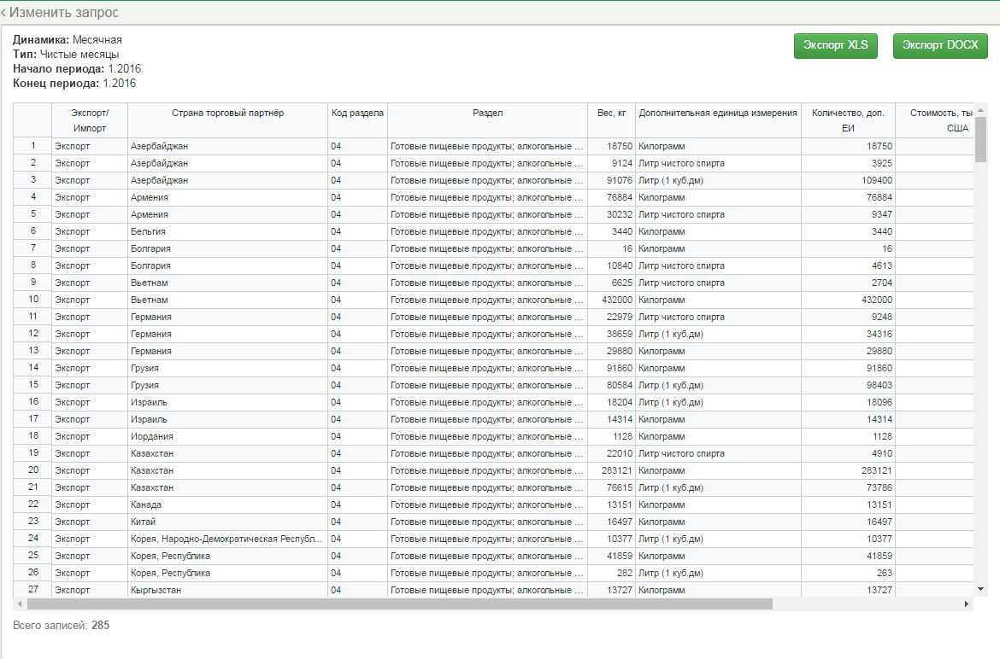 ‹ Изменить запрос
Динамика: Месячная
Тип: Чистые месяцы
Начало периода: 1.2016
Конец периода: 1.2016
Экспорт XLS Экспорт DOCX
Экспорт/ Страна торговый партнёр Код раздела Раздел Вес, кг Дополнительная единица измерения Количество, доп. Стоимость, ты
Импорт ЕИ США
1 Экспорт Азербайджан 04 Готовые пищевые продукты; алкогольные ... 18750 Килограмм 18750
2 Экспорт Азербайджан 04 Готовые пищевые продукты; алкогольные ... 9124 Литр чистого спирта 3925
3 Экспорт Азербайджан 04 Готовые пищевые продукты; алкогольные ... 91076 Литр (1 куб.дм) 109400
4 Экспорт Армения 04 Готовые пищевые продукты; алкогольные ... 76884 Килограмм 76884
5 Экспорт Армения 04 Готовые пищевые продукты; алкогольные ... 30232 Литр чистого спирта 9347
6 Экспорт Бельгия 04 Готовые пищевые продукты; алкогольные ... 3440 Килограмм 3440
7 Экспорт Болгария 04 Готовые пищевые продукты; алкогольные ... 16 Килограмм 16
8 Экспорт Болгария 04 Готовые пищевые продукты; алкогольные ... 10840 Литр чистого спирта 4613
9 Экспорт Вьетнам 04 Готовые пищевые продукты; алкогольные ... 6625 Литр чистого спирта 2704
10 Экспорт Вьетнам 04 Готовые пищевые продукты; алкогольные ... 432000 Килограмм 432000
11 Экспорт Германия 04 Готовые пищевые продукты; алкогольные ... 22979 Литр чистого спирта 9248
12 Экспорт Германия 04 Готовые пищевые продукты; алкогольные ... 38659 Литр (1 куб.дм) 34316
13 Экспорт Германия 04 Готовые пищевые продукты; алкогольные ... 29880 Килограмм 29880
14 Экспорт Грузия 04 Готовые пищевые продукты; алкогольные ... 91860 Килограмм 91860
15 Экспорт Грузия 04 Готовые пищевые продукты; алкогольные ... 80584 Литр (1 куб.дм) 98403
16 Экспорт Израиль 04 Готовые пищевые продукты; алкогольные ... 18204 Литр (1 куб.дм) 18096
17 Экспорт Израиль 04 Готовые пищевые продукты; алкогольные ... 14314 Килограмм 14314
18 Экспорт Иордания 04 Готовые пищевые продукты; алкогольные ... 1128 Килограмм 1128
19 Экспорт Казахстан 04 Готовые пищевые продукты; алкогольные ... 22010 Литр чистого спирта 4910
20 Экспорт Казахстан 04 Готовые пищевые продукты; алкогольные ... 283121 Килограмм 283121
21 Экспорт Казахстан 04 Готовые пищевые продукты; алкогольные ... 76615 Литр (1 куб.дм) 73786
22 Экспорт Канада 04 Готовые пищевые продукты; алкогольные ... 13151 Килограмм 13151
23 Экспорт Китай 04 Готовые пищевые продукты; алкогольные ... 16497 Килограмм 16497
24 Экспорт Корея, Народно-Демократическая Республ... 04 Готовые пищевые продукты; алкогольные ... 10377 Литр (1 куб.дм) 10377
25 Экспорт Корея, Республика 04 Готовые пищевые продукты; алкогольные ... 41859 Килограмм 41859
26 Экспорт Корея, Республика 04 Готовые пищевые продукты; алкогольные ... 282 Литр (1 куб.дм) 263
27 Экспорт Кыргызстан 04 Готовые пищевые продукты; алкогольные ... 13727 Килограмм 13727
Всего записей: 285